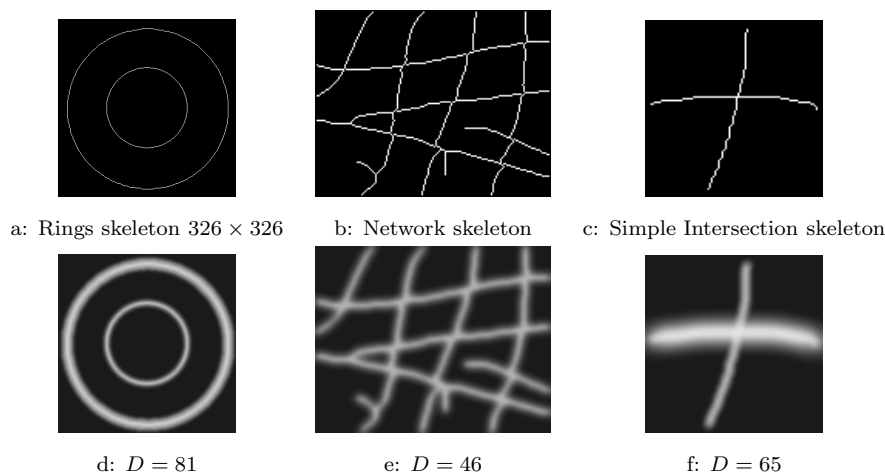 a: Rings skeleton 326 × 326
b: Network skeleton
c: Simple Intersection skeleton
d: D = 81
e: D = 46
f: D = 65